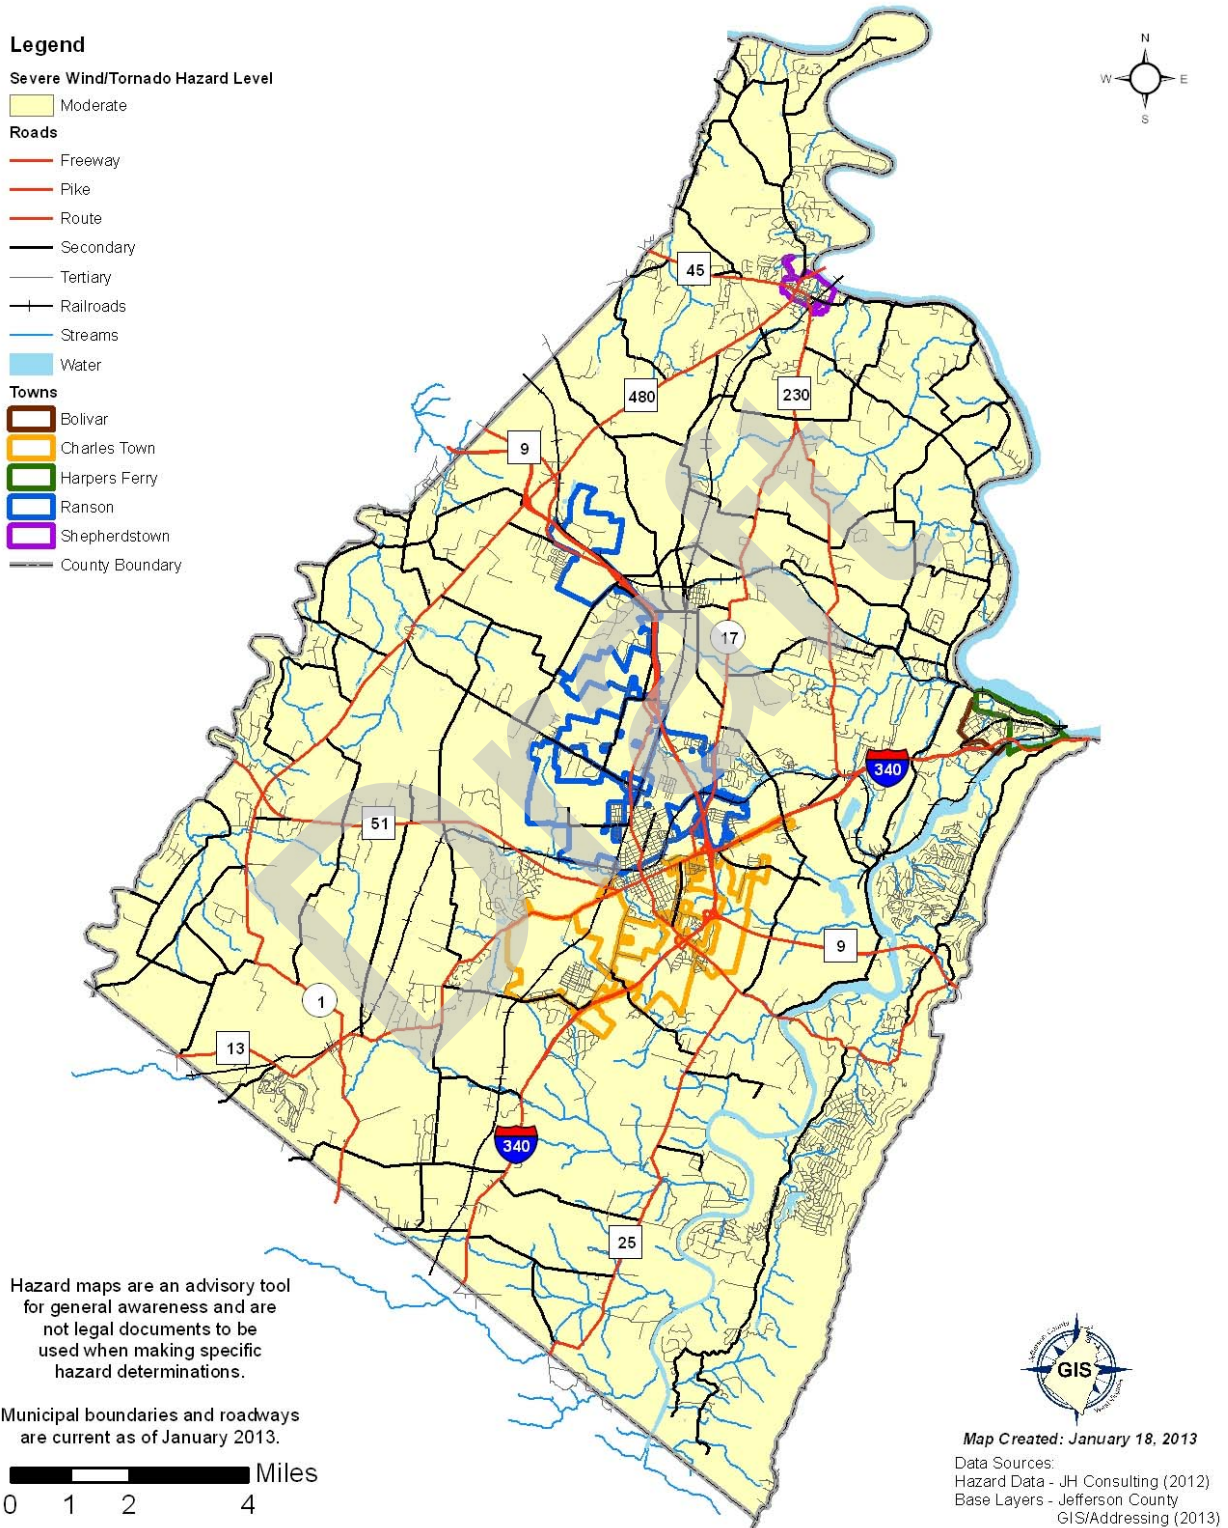 Legend
Severe Wind/Tornado Hazard Level
Moderate
Roads
Freeway
Pike
Route
Secondary
Tertiary
Railroads
Streams
Water
Towns
Bolivar
Charles Town
Harpers Ferry
Ranson
Shepherdstown
County Boundary
N
W E
S
45
480
230
9
17
340
51
9
1
13
340
25
Draft
Hazard maps are an advisory tool
for general awareness and are
not legal documents to be
used when making specific
hazard determinations.
Municipal boundaries and roadways
are current as of January 2013.
Miles
0 1 2 4
Jefferson County
GIS
West Virginia
Map Created: January 18, 2013
Data Sources:
Hazard Data - JH Consulting (2012)
Base Layers - Jefferson County
GIS/Addressing (2013)